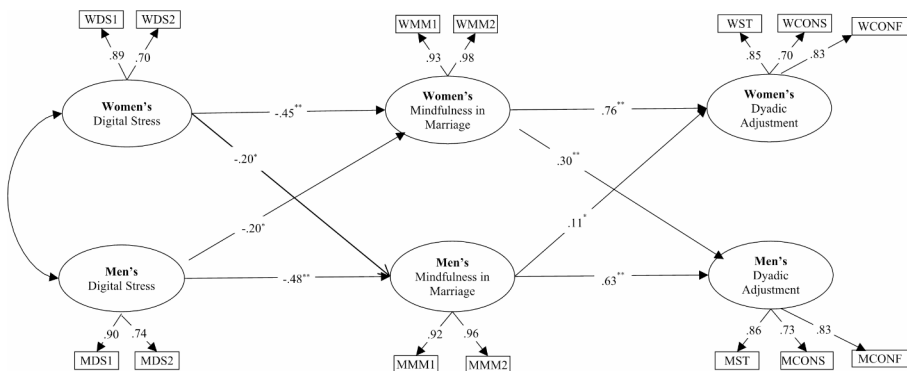 WDS1 WDS2 WMM1 WMM2 WST WCONS WCONF
.89 .70 .93 .98 .85 .70 .83
Women's
Digital Stress
-.45**
Women's
Mindfulness in
Marriage
.76**
Women's
Dyadic
Adjustment
-.20*
.30**
-.20*
.11*
Men's
Digital Stress
-.48**
Men's
Mindfulness in
Marriage
.63**
Men's
Dyadic
Adjustment
.90 .74 .92 .96 .86 .73 .83
MDS1 MDS2 MMM1 MMM2 MST MCONS MCONF